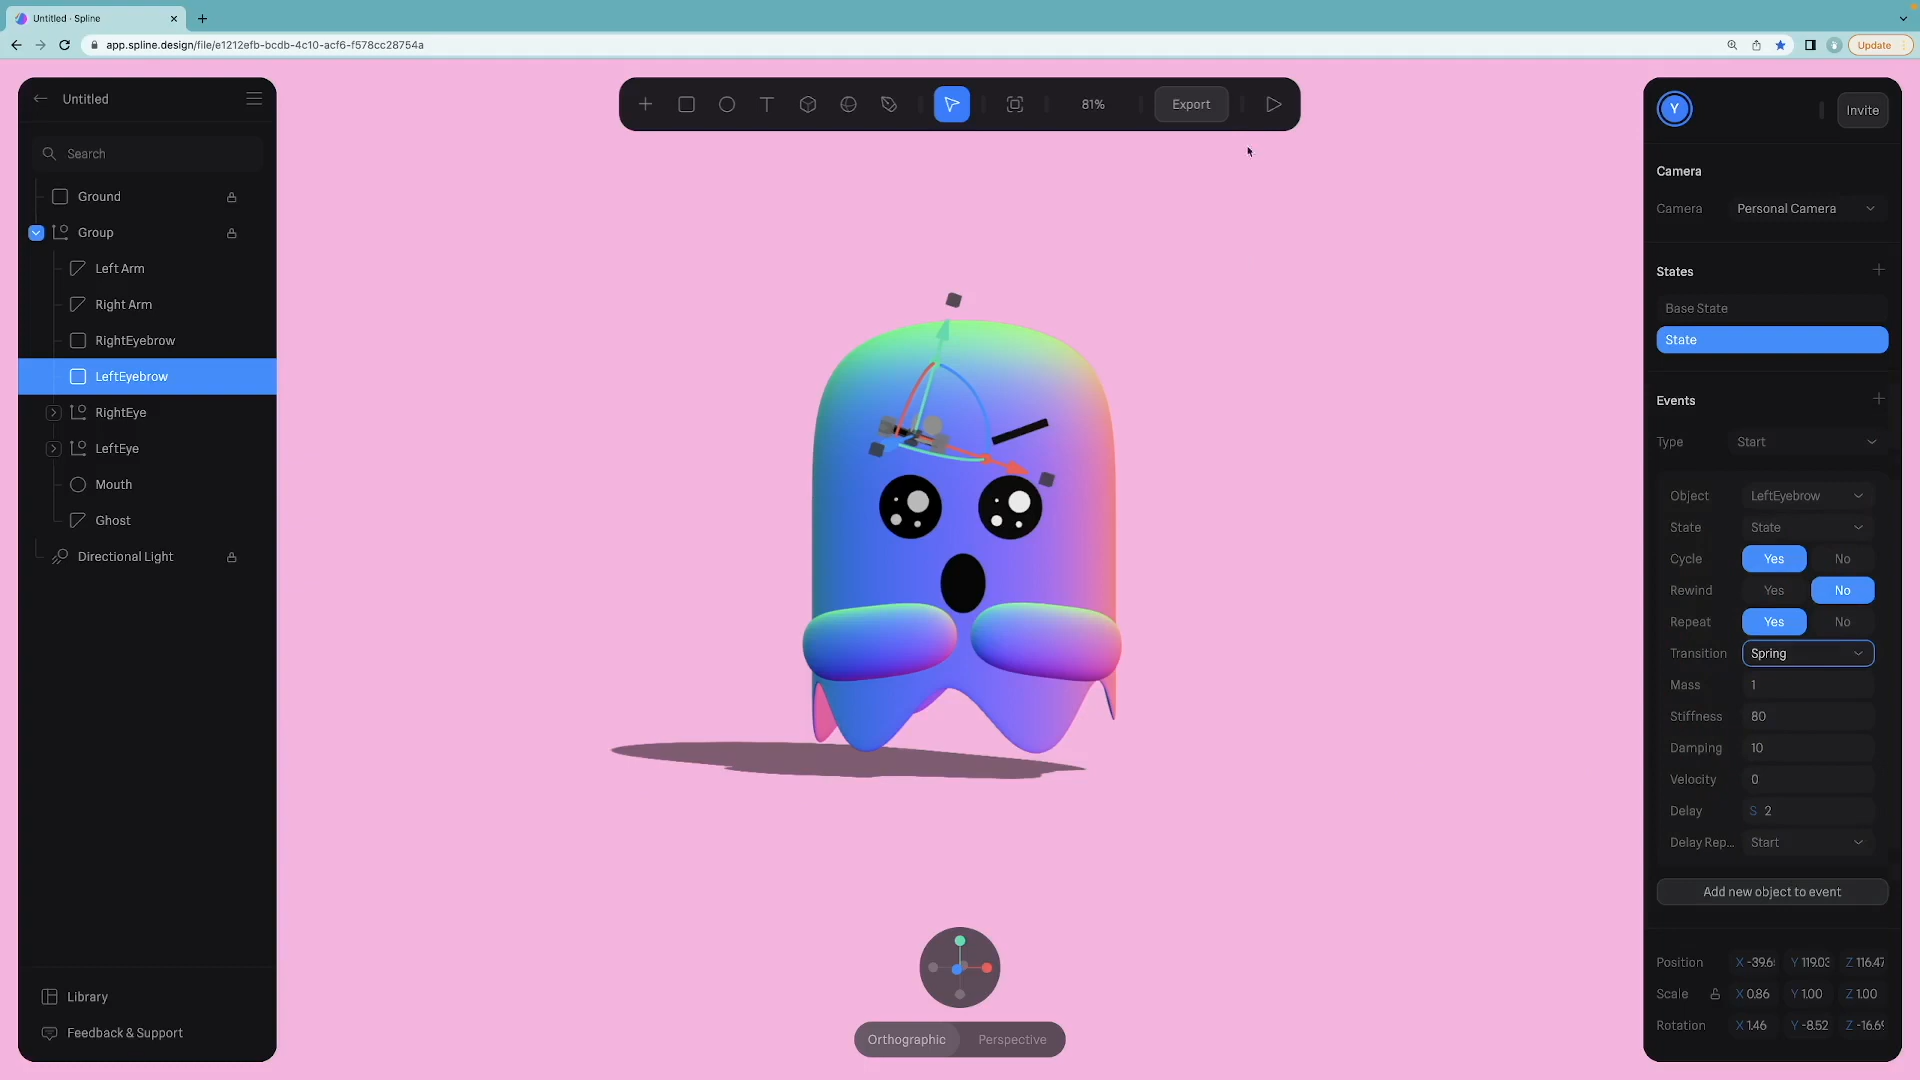 Untitled - Spline
app.spline.design/file/e1212efb-bcdb-4c10-acf6-f578cc28754a
Update
Untitled
Search
Ground
Group
Left Arm
Right Arm
RightEyebrow
LeftEyebrow
RightEye
LeftEye
Mouth
Ghost
Directional Light
Library
Feedback & Support
T
81%
Export
Orthographic
Perspective
Y
Invite
Camera
Camera Personal Camera
States
Base State
State
Events
Type Start
Object LeftEyebrow
State State
Cycle Yes No
Rewind Yes No
Repeat Yes No
Transition Spring
Mass 1
Stiffness 80
Damping 10
Velocity 0
Delay S 2
Delay Rep... Start
Add new object to event
Position X -39.6 Y 119.03 Z 116.47
Scale X 0.86 Y 1.00 Z 1.00
Rotation X 1.46 Y -8.52 Z -16.69